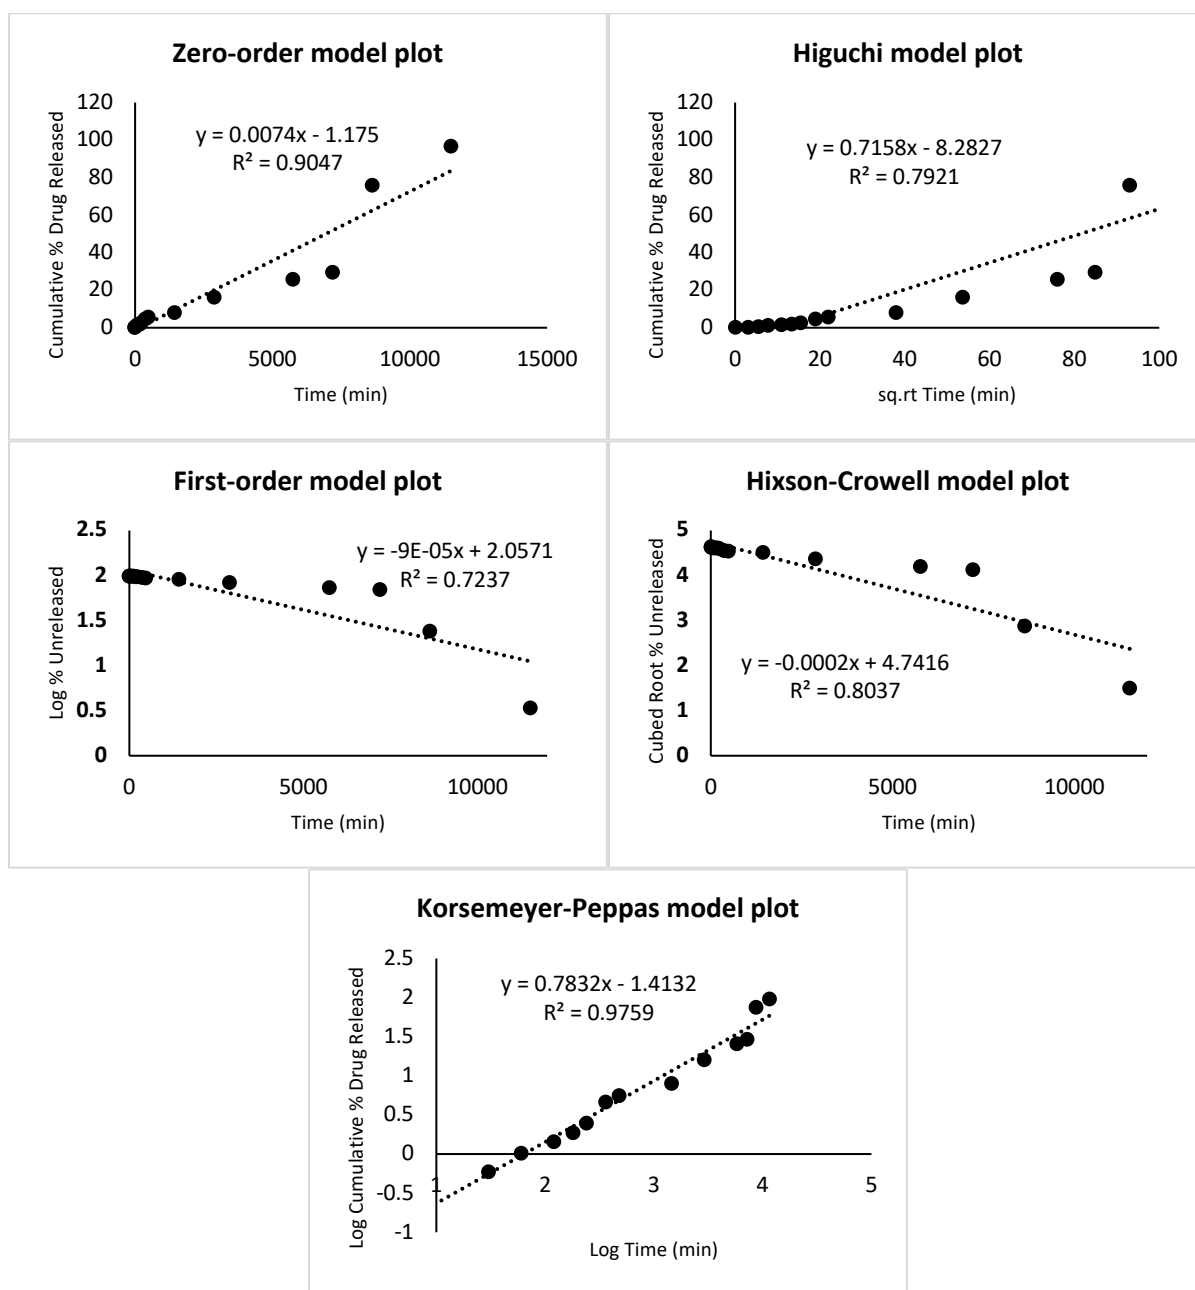 Zero-order model plot
Cumulative % Drug Released
120
100
80
60
40
20
0
y = 0.0074x - 1.175
R² = 0.9047
0 5000 10000 15000
Time (min)
Higuchi model plot
Cumulative % Drug Released
120
100
80
60
40
20
0
y = 0.7158x - 8.2827
R² = 0.7921
0 20 40 60 80 100
sq.rt Time (min)
First-order model plot
Log % Unreleased
2.5
2
1.5
1
0.5
0
y = -9E-05x + 2.0571
R² = 0.7237
0 5000 10000
Time (min)
Hixson-Crowell model plot
Cubed Root % Unreleased
5
4
3
2
1
0
y = -0.0002x + 4.7416
R² = 0.8037
0 5000 10000
Time (min)
Korsemeyer-Peppas model plot
Log Cumulative % Drug Released
2.5
2
1.5
1
0.5
0
-0.5
-1
y = 0.7832x - 1.4132
R² = 0.9759
1 2 3 4 5
Log Time (min)